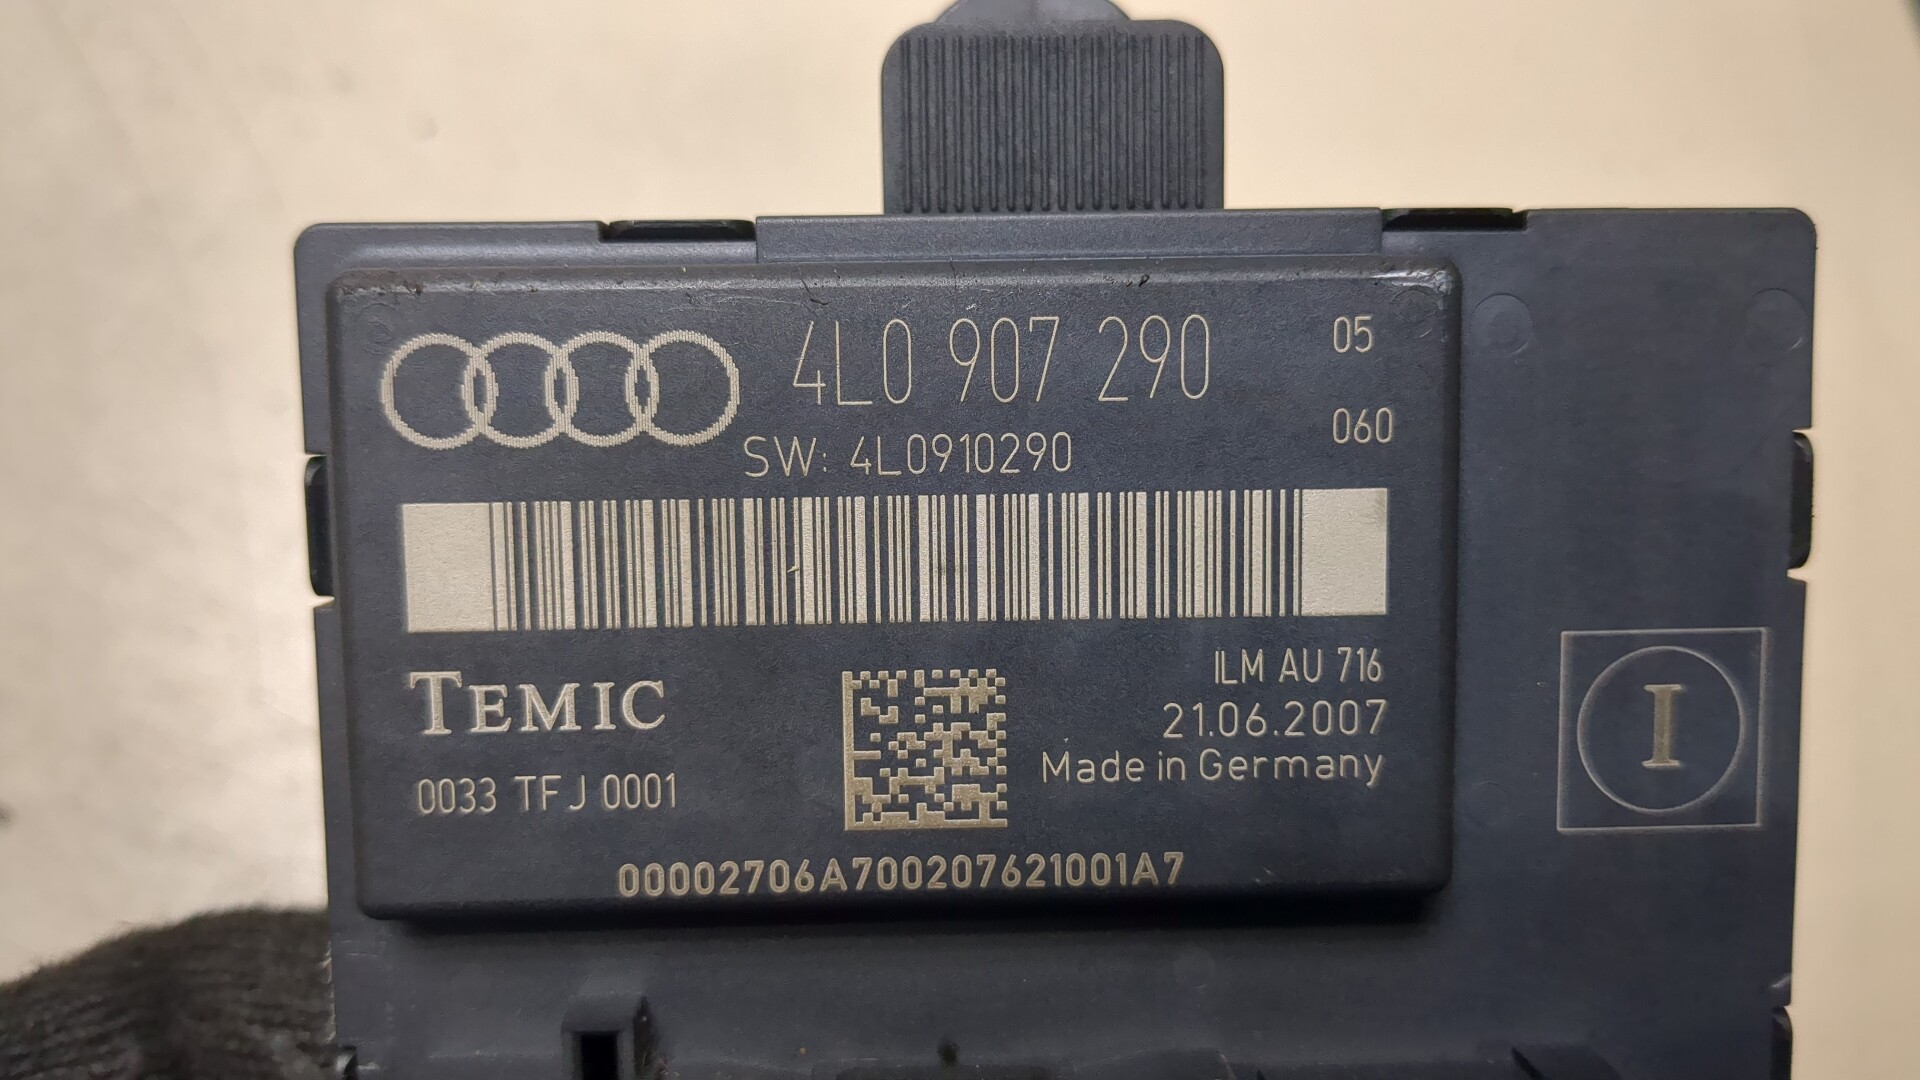 4L0 907 290 05
060
SW: 4L0910290
TEMIC
ILM AU 716
21.06.2007
Made in Germany
0033 TFJ 0001
00002706A700207621001A7
I